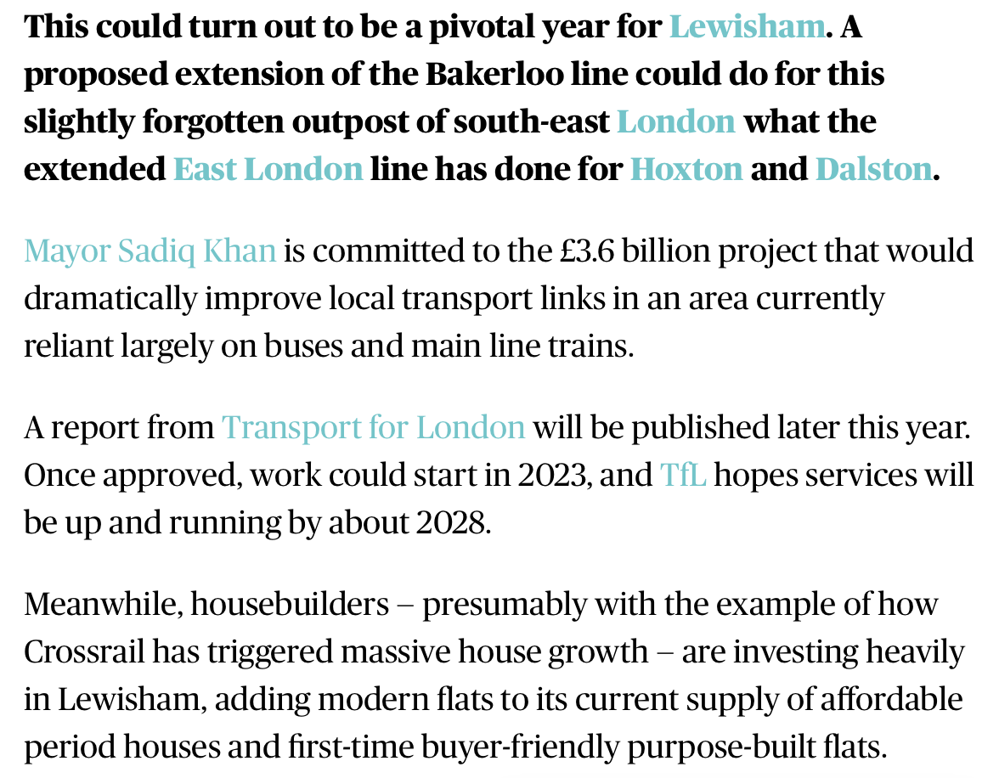 This could turn out to be a pivotal year for Lewisham. A
proposed extension of the Bakerloo line could do for this
slightly forgotten outpost of south-east London what the
extended East London line has done for Hoxton and Dalston.
Mayor Sadiq Khan is committed to the £3.6 billion project that would
dramatically improve local transport links in an area currently
reliant largely on buses and main line trains.
A report from Transport for London will be published later this year.
Once approved, work could start in 2023, and TfL hopes services will
be up and running by about 2028.
Meanwhile, housebuilders – presumably with the example of how
Crossrail has triggered massive house growth – are investing heavily
in Lewisham, adding modern flats to its current supply of affordable
period houses and first-time buyer-friendly purpose-built flats.